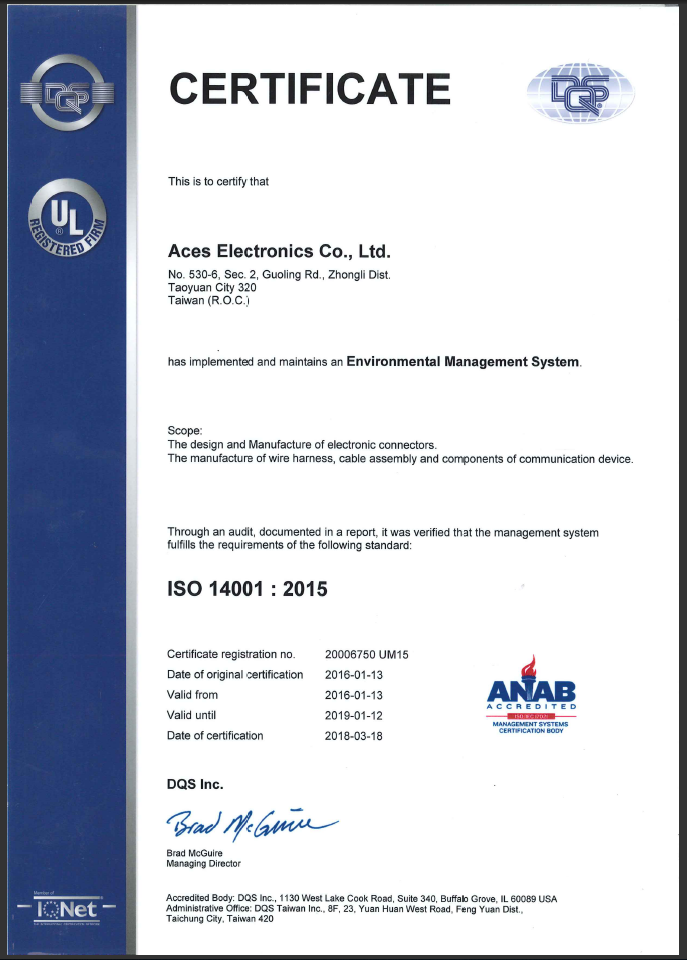 CERTIFICATE
DQS
DQS
UL
REGISTERED FIRM
This is to certify that
Aces Electronics Co., Ltd.
No. 530-6, Sec. 2, Guoling Rd., Zhongli Dist.
Taoyuan City 320
Taiwan (R.O.C.)
has implemented and maintains an Environmental Management System.
Scope:
The design and Manufacture of electronic connectors.
The manufacture of wire harness, cable assembly and components of communication device.
Through an audit, documented in a report, it was verified that the management system
fulfills the requirements of the following standard:
ISO 14001 : 2015
Certificate registration no. 20006750 UM15
Date of original certification 2016-01-13
Valid from 2016-01-13
Valid until 2019-01-12
Date of certification 2018-03-18
ANAB
ACCREDITED
MANAGEMENT SYSTEMS
CERTIFICATION BODY
DQS Inc.
Brad McGuire
Brad McGuire
Managing Director
Member of
IQNet
Accredited Body: DQS Inc., 1130 West Lake Cook Road, Suite 340, Buffalo Grove, IL 60089 USA
Administrative Office: DQS Taiwan Inc., 8F, 23, Yuan Huan West Road, Feng Yuan Dist.,
Taichung City, Taiwan 420